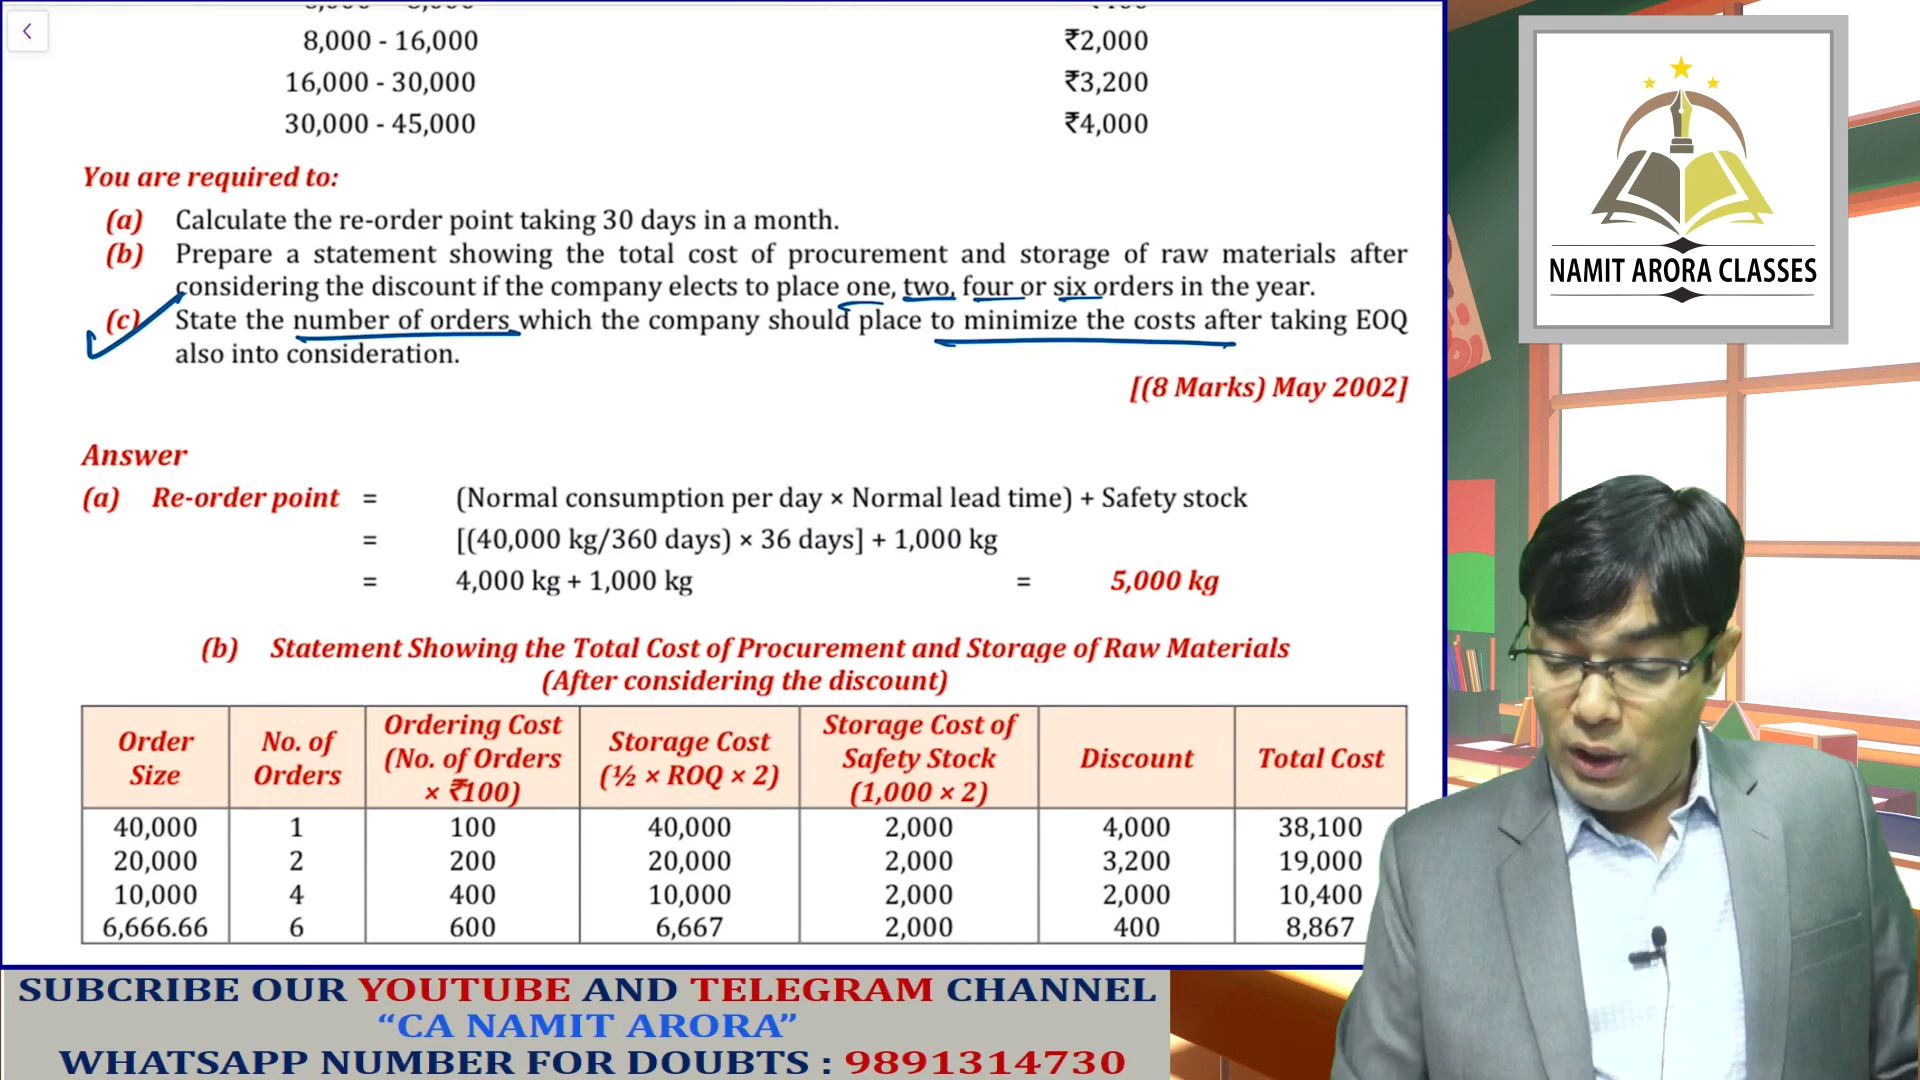 8,000 - 16,000 ₹2,000
16,000 - 30,000 ₹3,200
30,000 - 45,000 ₹4,000
You are required to:
(a) Calculate the re-order point taking 30 days in a month.
(b) Prepare a statement showing the total cost of procurement and storage of raw materials after
considering the discount if the company elects to place one, two, four or six orders in the year.
(c) State the number of orders which the company should place to minimize the costs after taking EOQ
also into consideration.
[(8 Marks) May 2002]
Answer
(a) Re-order point = (Normal consumption per day × Normal lead time) + Safety stock
= [(40,000 kg/360 days) × 36 days] + 1,000 kg
= 4,000 kg + 1,000 kg = 5,000 kg
(b) Statement Showing the Total Cost of Procurement and Storage of Raw Materials
(After considering the discount)
Order Size No. of Orders Ordering Cost (No. of Orders × ₹100) Storage Cost (½ × ROQ × 2) Storage Cost of Safety Stock (1,000 × 2) Discount Total Cost
40,000 1 100 40,000 2,000 4,000 38,100
20,000 2 200 20,000 2,000 3,200 19,000
10,000 4 400 10,000 2,000 2,000 10,400
6,666.66 6 600 6,667 2,000 400 8,867
NAMIT ARORA CLASSES
SUBCRIBE OUR YOUTUBE AND TELEGRAM CHANNEL
“CA NAMIT ARORA”
WHATSAPP NUMBER FOR DOUBTS : 9891314730